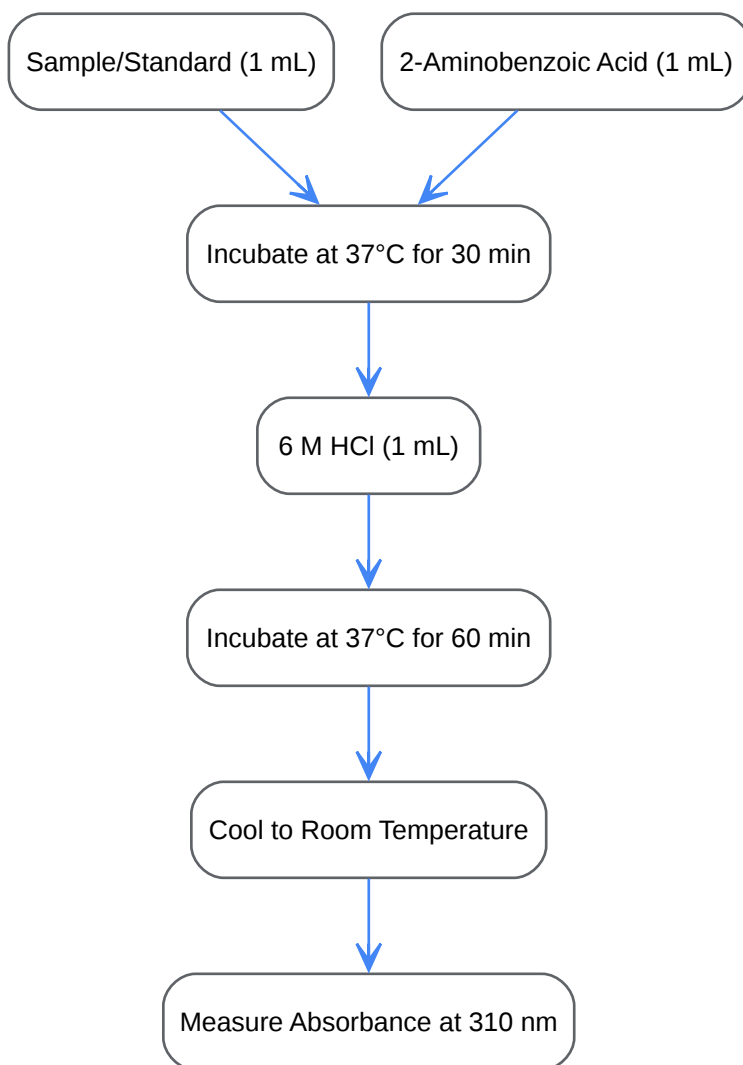 Sample/Standard (1 mL)
2-Aminobenzoic Acid (1 mL)
Incubate at 37°C for 30 min
6 M HCl (1 mL)
Incubate at 37°C for 60 min
Cool to Room Temperature
Measure Absorbance at 310 nm